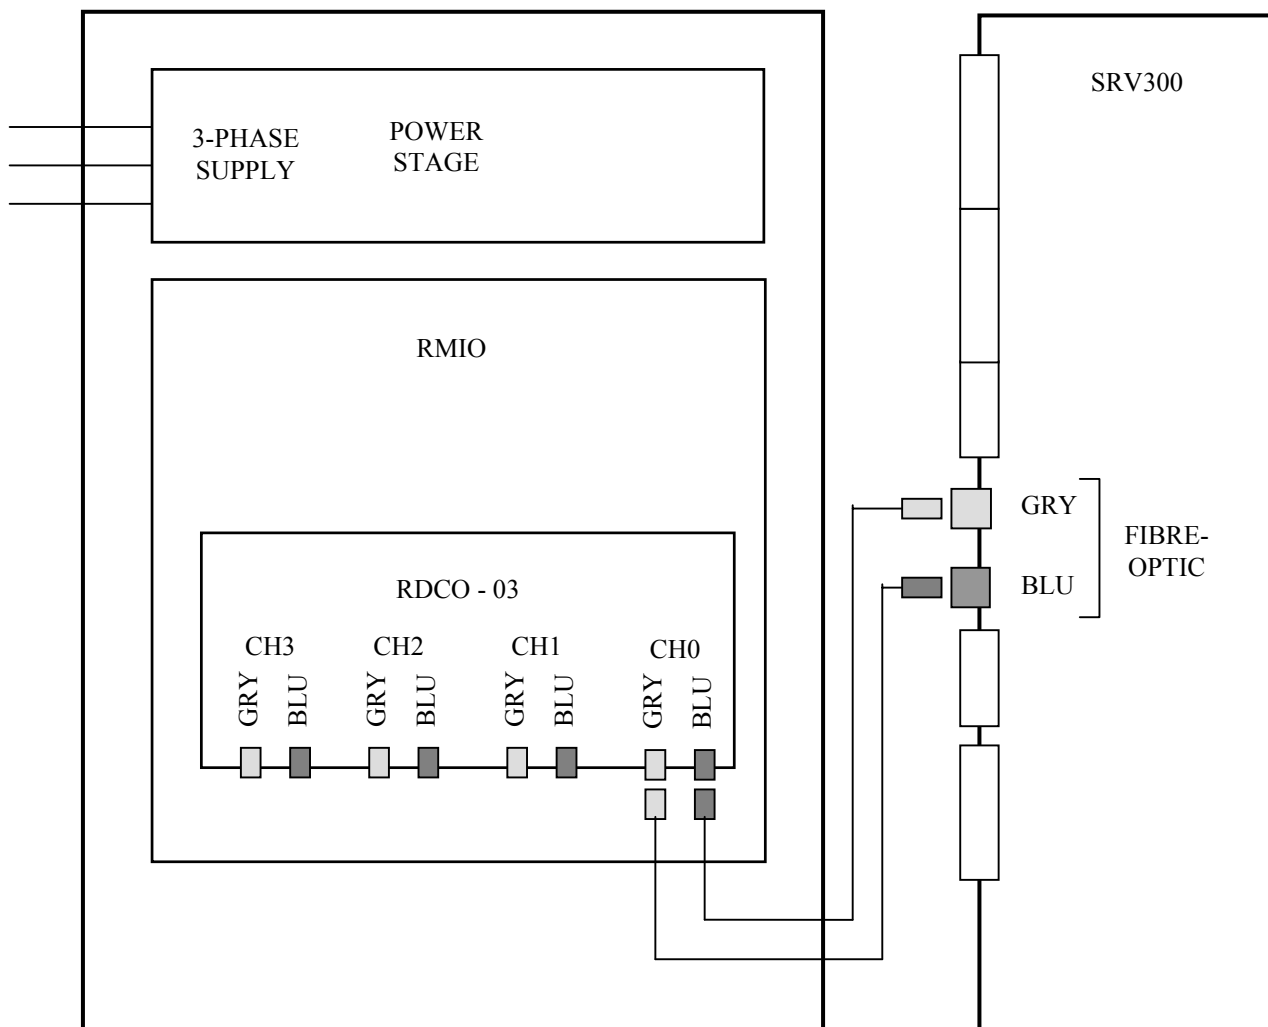 SRV300
3-PHASE
SUPPLY
POWER
STAGE
RMIO
GRY
BLU
FIBRE-
OPTIC
RDCO - 03
CH3
CH2
CH1
CH0
GRY
BLU
GRY
BLU
GRY
BLU
GRY
BLU